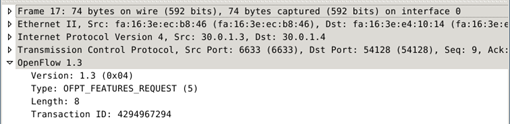 Frame 17: 74 bytes on wire (592 bits), 74 bytes captured (592 bits) on interface 0
Ethernet II, Src: fa:16:3e:ec:b8:46 (fa:16:3e:ec:b8:46), Dst: fa:16:3e:e4:10:14 (fa:16:3e:e
Internet Protocol Version 4, Src: 30.0.1.3, Dst: 30.0.1.4
Transmission Control Protocol, Src Port: 6633 (6633), Dst Port: 54128 (54128), Seq: 9, Ack:
OpenFlow 1.3
Version: 1.3 (0x04)
Type: OFPT_FEATURES_REQUEST (5)
Length: 8
Transaction ID: 4294967294